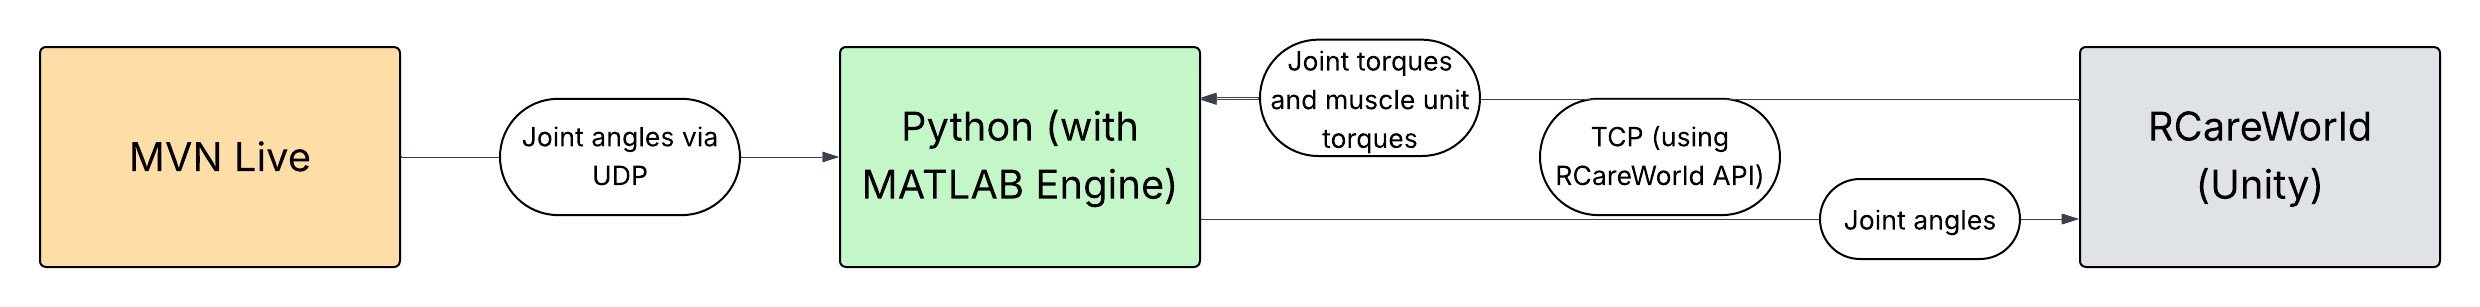 MVN Live
Joint angles via
UDP
Python (with
MATLAB Engine)
Joint torques
and muscle unit
torques
TCP (using
RCareWorld API)
Joint angles
RCareWorld
(Unity)